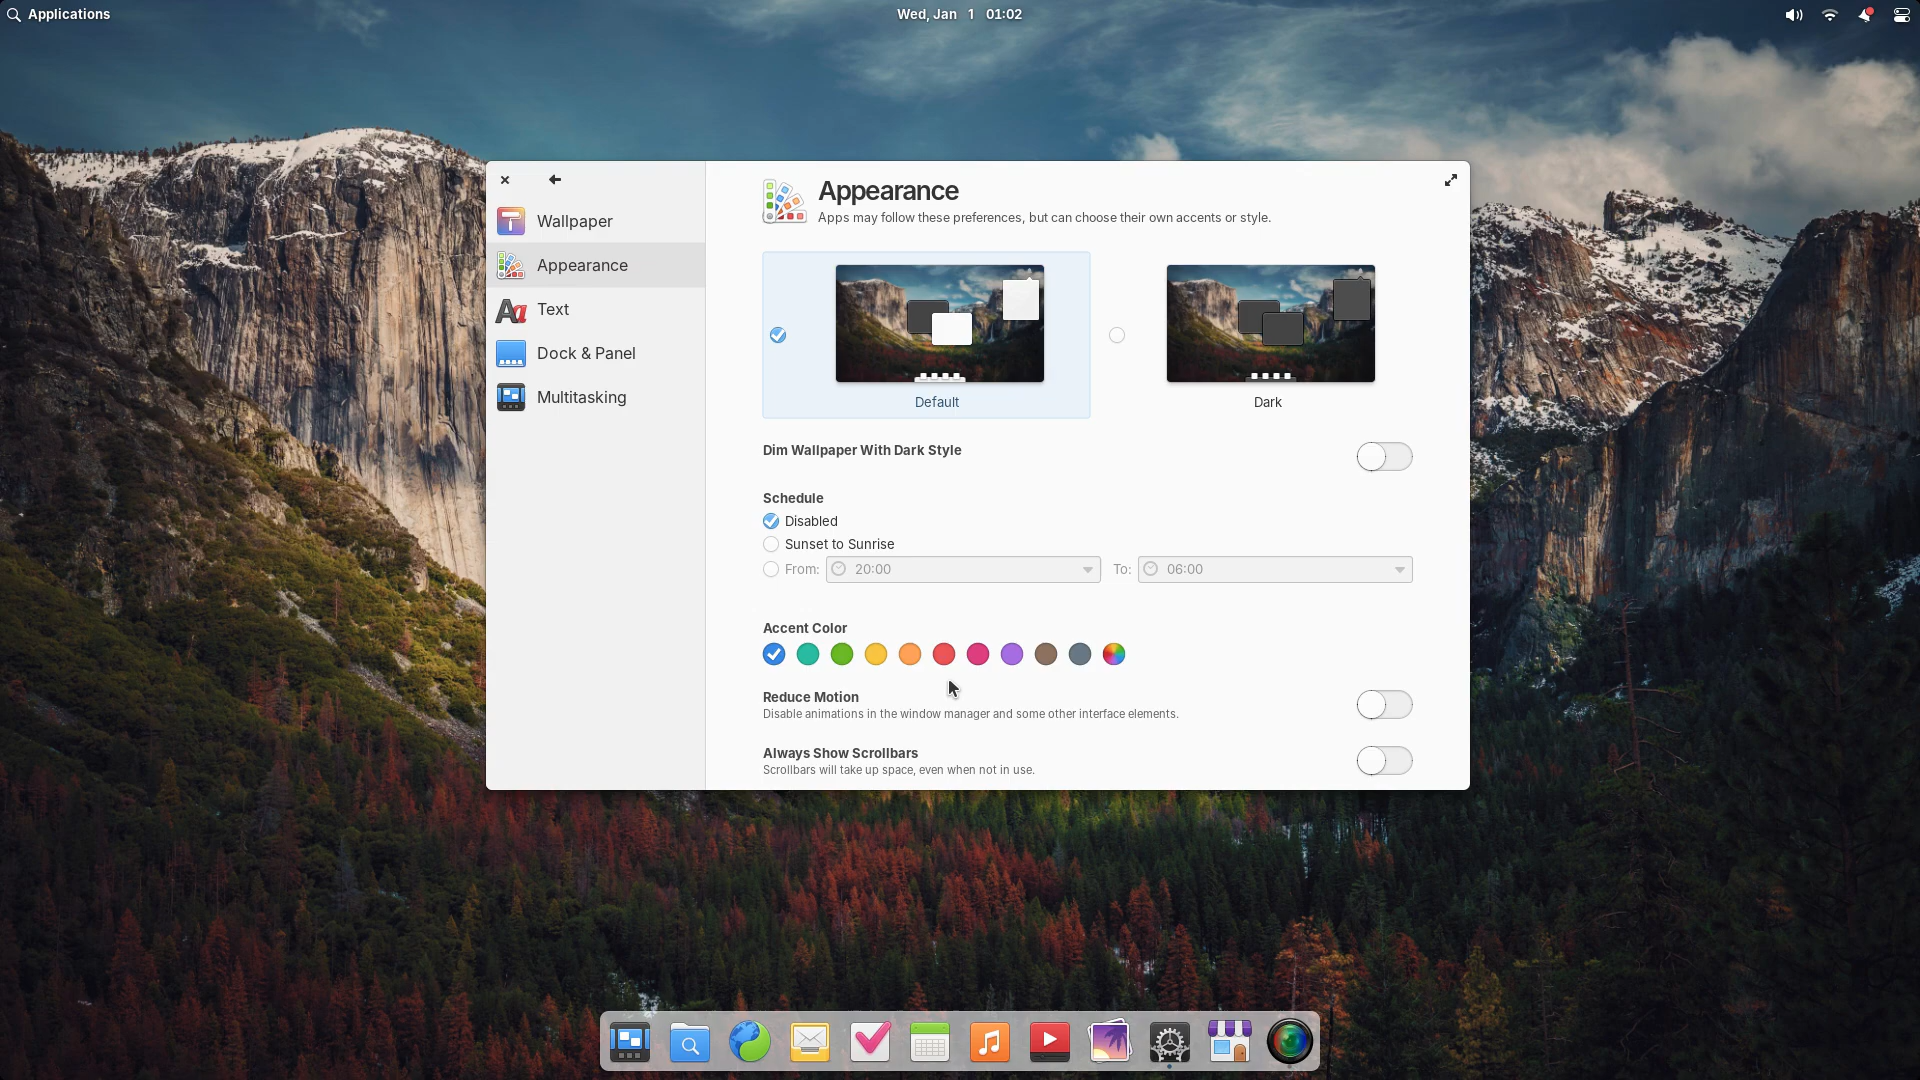 Applications
Wed, Jan 1 01:02
Appearance
Apps may follow these preferences, but can choose their own accents or style.
Wallpaper
Appearance
Text
Dock & Panel
Multitasking
Default
Dark
Dim Wallpaper With Dark Style
Schedule
Disabled
Sunset to Sunrise
From: 20:00 To: 06:00
Accent Color
Reduce Motion
Disable animations in the window manager and some other interface elements.
Always Show Scrollbars
Scrollbars will take up space, even when not in use.